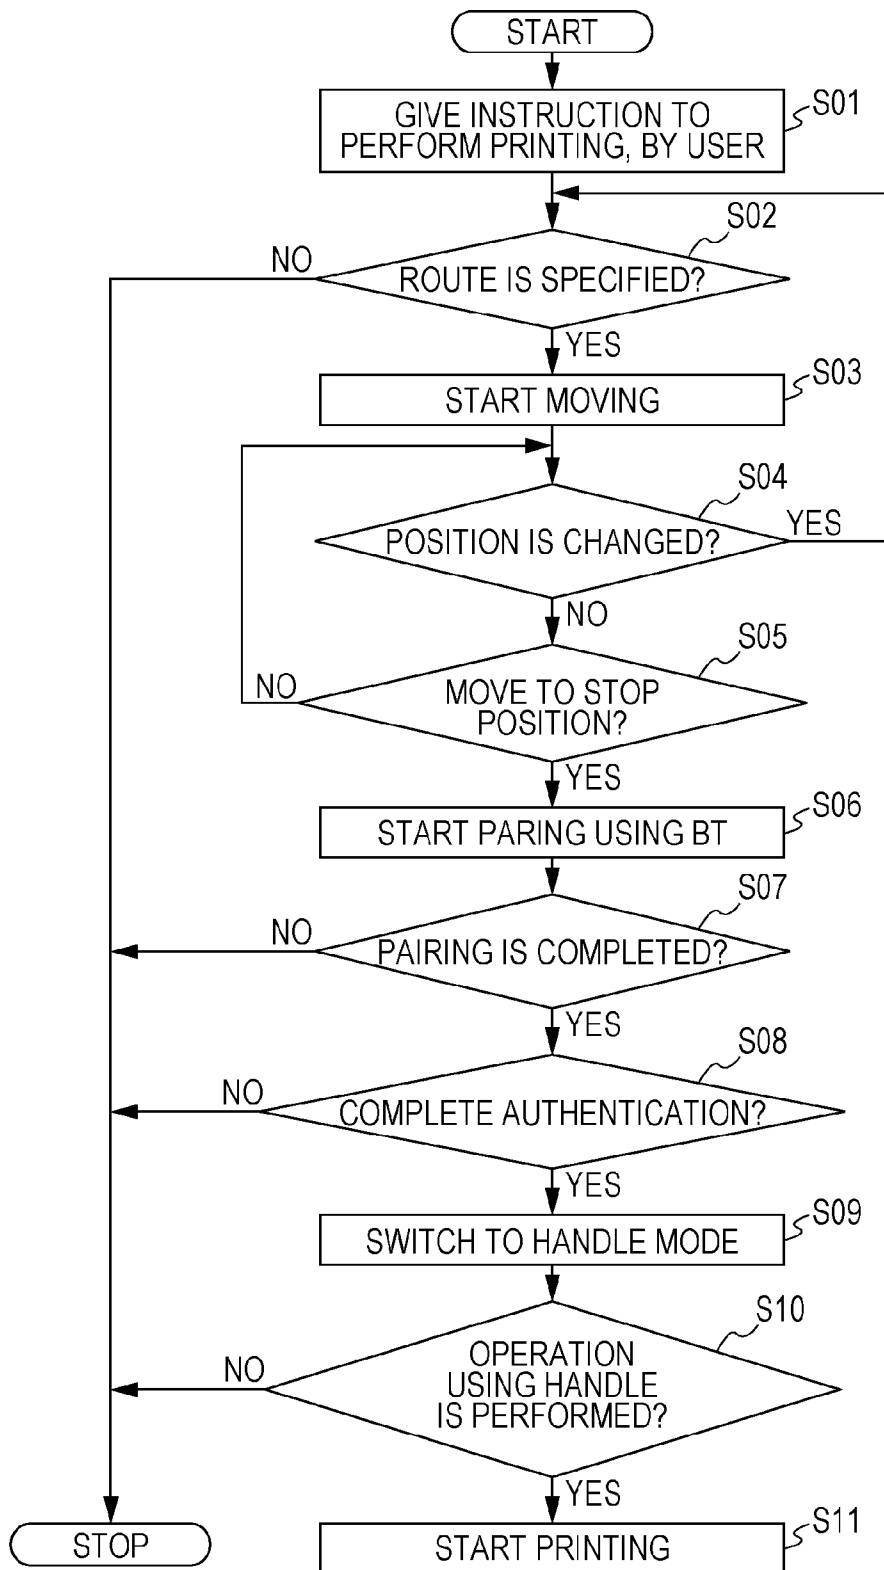 START
GIVE INSTRUCTION TO
PERFORM PRINTING, BY USER
S01
S02
NO
ROUTE IS SPECIFIED?
YES
S03
START MOVING
S04
POSITION IS CHANGED?
YES
NO
S05
NO
MOVE TO STOP
POSITION?
YES
S06
START PARING USING BT
S07
NO
PAIRING IS COMPLETED?
YES
S08
NO
COMPLETE AUTHENTICATION?
YES
S09
SWITCH TO HANDLE MODE
S10
NO
OPERATION
USING HANDLE
IS PERFORMED?
YES
S11
STOP
START PRINTING